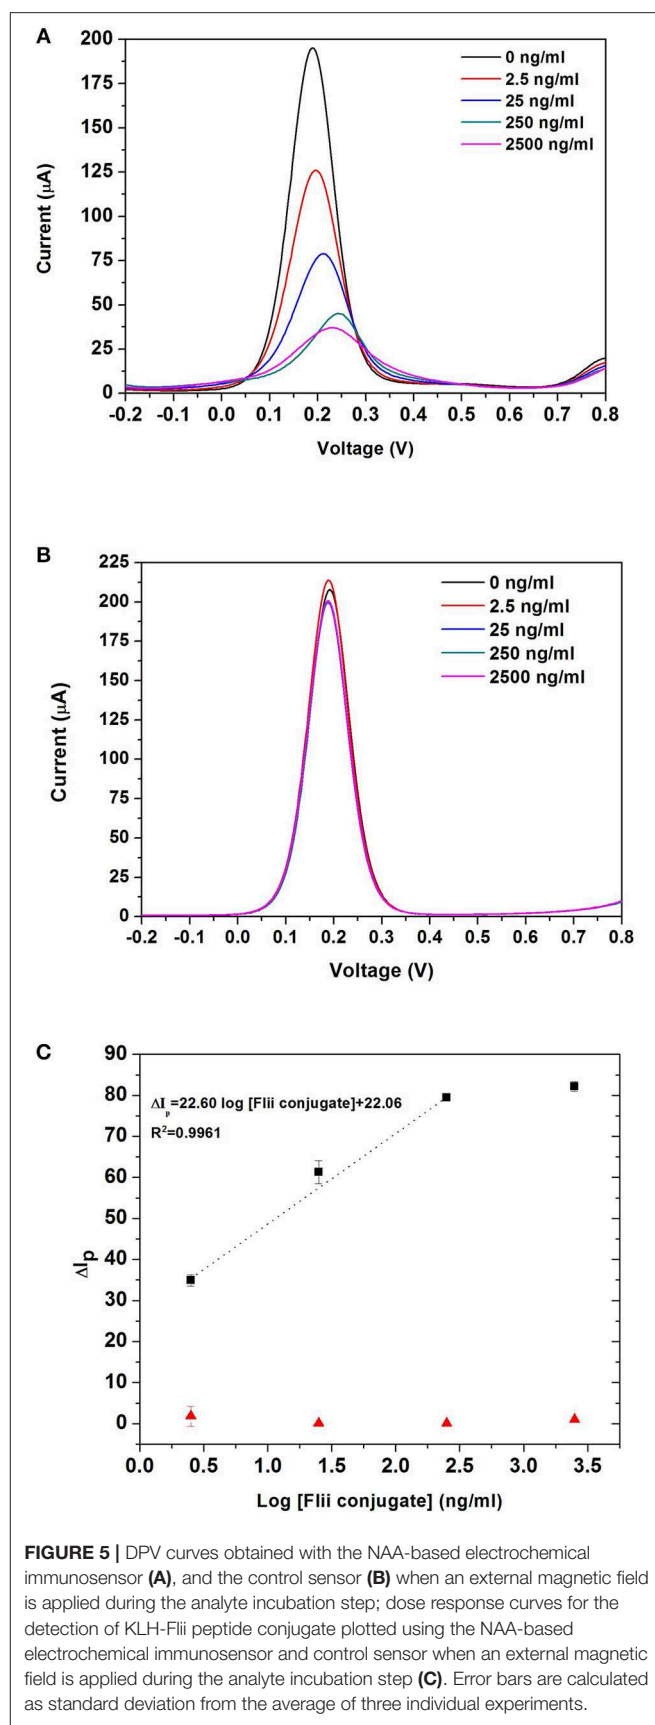 A
200
175
150
125
100
75
50
25
0
Current (μA)
0 ng/ml
2.5 ng/ml
25 ng/ml
250 ng/ml
2500 ng/ml
-0.2 -0.1 0.0 0.1 0.2 0.3 0.4 0.5 0.6 0.7 0.8
Voltage (V)
B
225
200
175
150
125
100
75
50
25
0
Current (μA)
0 ng/ml
2.5 ng/ml
25 ng/ml
250 ng/ml
2500 ng/ml
-0.2 -0.1 0.0 0.1 0.2 0.3 0.4 0.5 0.6 0.7 0.8
Voltage (V)
C
90
80
70
60
50
40
30
20
10
0
ΔIp
ΔIp=22.60 log [Flii conjugate]+22.06
R2=0.9961
0.0 0.5 1.0 1.5 2.0 2.5 3.0 3.5
Log [Flii conjugate] (ng/ml)
FIGURE 5 | DPV curves obtained with the NAA-based electrochemical
immunosensor (A), and the control sensor (B) when an external magnetic field
is applied during the analyte incubation step; dose response curves for the
detection of KLH-Flii peptide conjugate plotted using the NAA-based
electrochemical immunosensor and control sensor when an external magnetic
field is applied during the analyte incubation step (C). Error bars are calculated
as standard deviation from the average of three individual experiments.